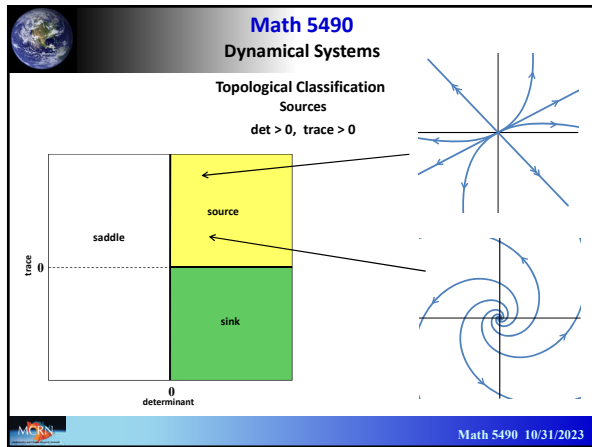 Math 5490
Dynamical Systems
Topological Classification
Sources
det > 0, trace > 0
source
saddle
trace
0
sink
0
determinant
MCRN
Math 5490 10/31/2023